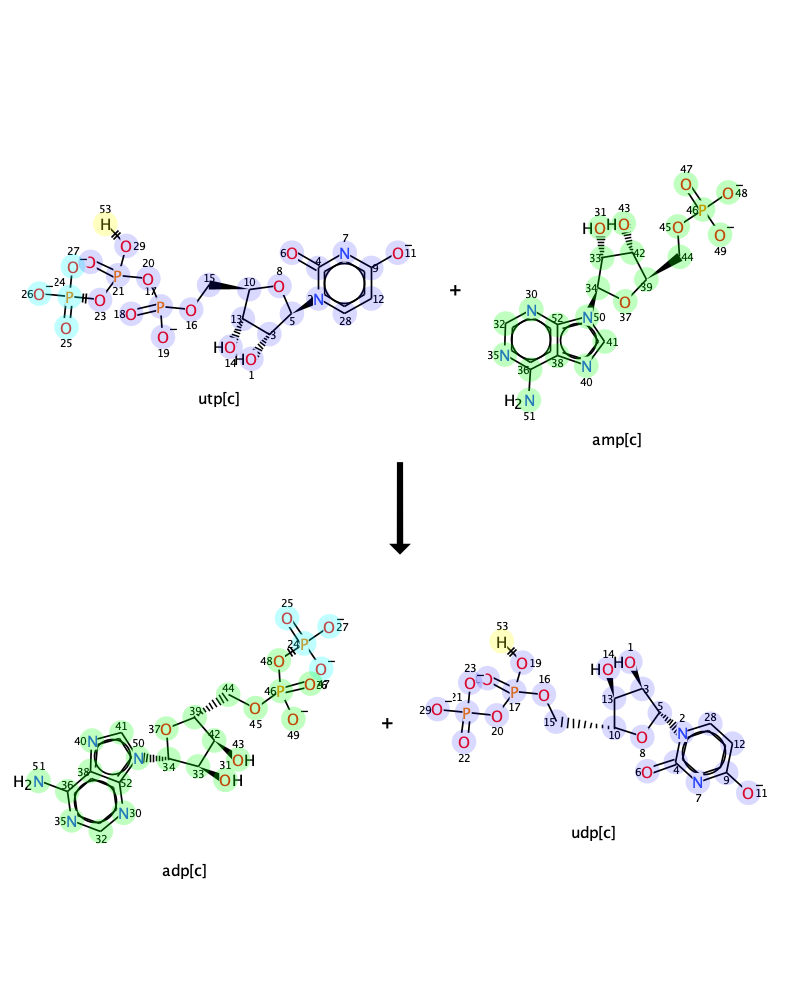 53
H
29
O
27
O−
O
P
21
20
O
24
26
O−
P
23
O
25
O
17
P
18
O
19
O−
16
O
15
10
8
O
13
14
HO
3
HO
1
5
2
N
6
O
4
7
N
9
O−
11
12
28
utp[c]
+
47
O
46
P
O−
48
O−
49
45
O
44
31
HO
43
HO
33
42
34
39
O
37
30
N
32
52
N
50
35
N
36
38
41
N
40
H2N
51
amp[c]
25
O
24
P
O−
27
O−
48
O
46
P
O
O−
49
45
O
44
39
37
O
42
43
OH
31
OH
33
34
41
40
N
50
N
38
52
51
H2N
36
35
N
N
30
32
adp[c]
+
53
H
19
O
23
O−
O
17
P
16
O
29
O−
21
P
20
O
22
O
15
14
HO
1
HO
13
3
5
10
O
8
2
N
28
12
6
O
4
N
7
9
O−
11
udp[c]